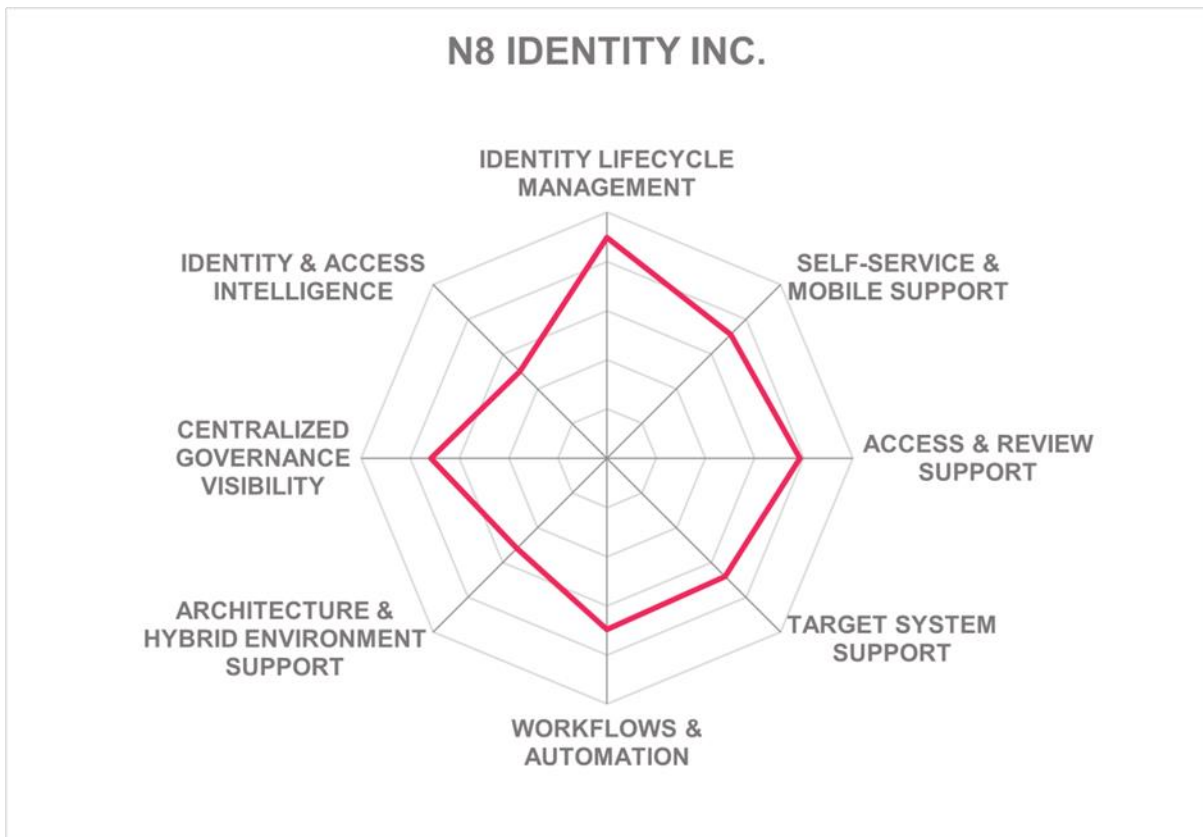 N8 IDENTITY INC.
IDENTITY LIFECYCLE
MANAGEMENT
SELF-SERVICE &
MOBILE SUPPORT
ACCESS & REVIEW
SUPPORT
TARGET SYSTEM
SUPPORT
WORKFLOWS &
AUTOMATION
ARCHITECTURE &
HYBRID ENVIRONMENT
SUPPORT
CENTRALIZED
GOVERNANCE
VISIBILITY
IDENTITY & ACCESS
INTELLIGENCE